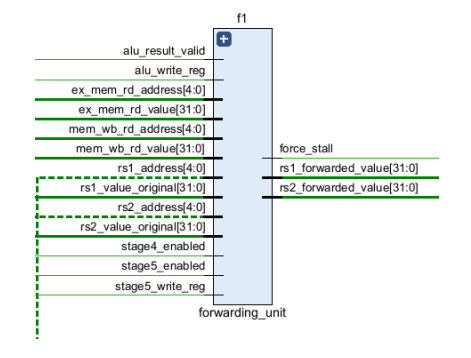 f1
alu_result_valid
alu_write_reg
ex_mem_rd_address[4:0]
ex_mem_rd_value[31:0]
mem_wb_rd_address[4:0]
mem_wb_rd_value[31:0]
rs1_address[4:0]
rs1_value_original[31:0]
rs2_address[4:0]
rs2_value_original[31:0]
stage4_enabled
stage5_enabled
stage5_write_reg
force_stall
rs1_forwarded_value[31:0]
rs2_forwarded_value[31:0]
forwarding_unit